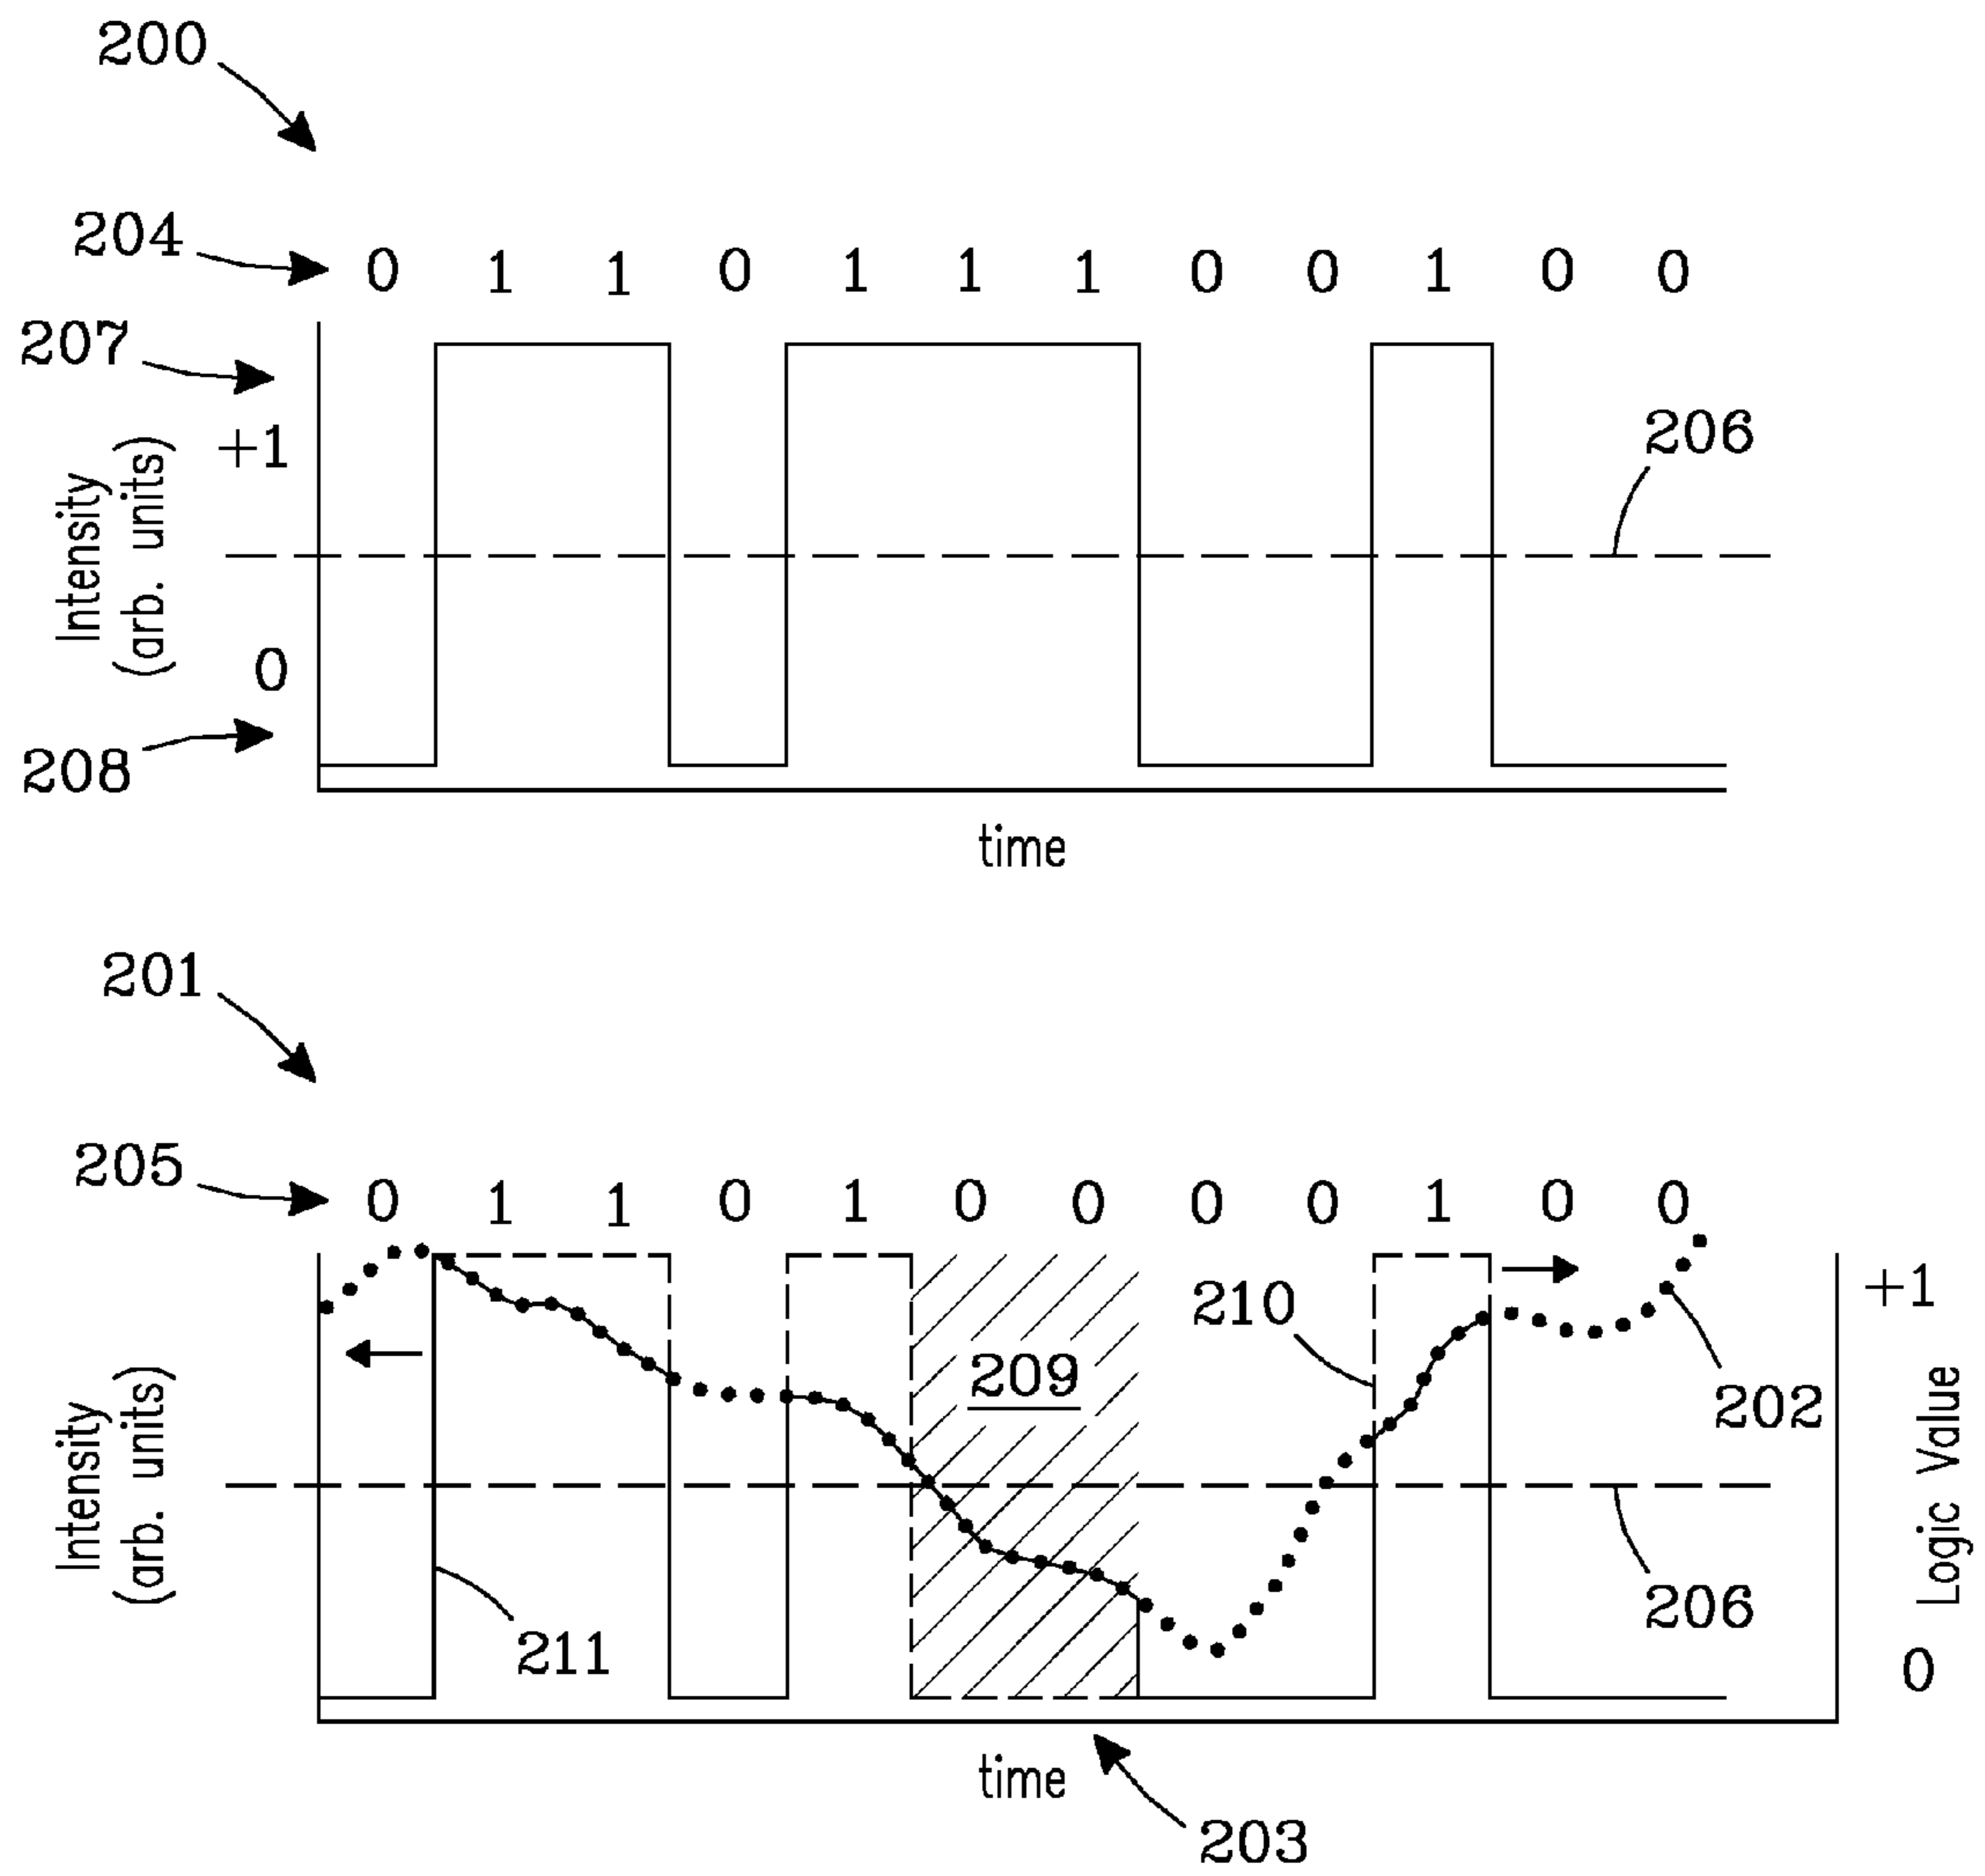 200
204 0 1 1 0 1 1 1 0 0 1 0 0
207
+1
206
Intensity
(arb. units)
0
208
time
201
205 0 1 1 0 1 0 0 0 0 1 0 0
210
+1
209
202
Intensity
(arb. units)
Logic Value
206
211
0
time
203